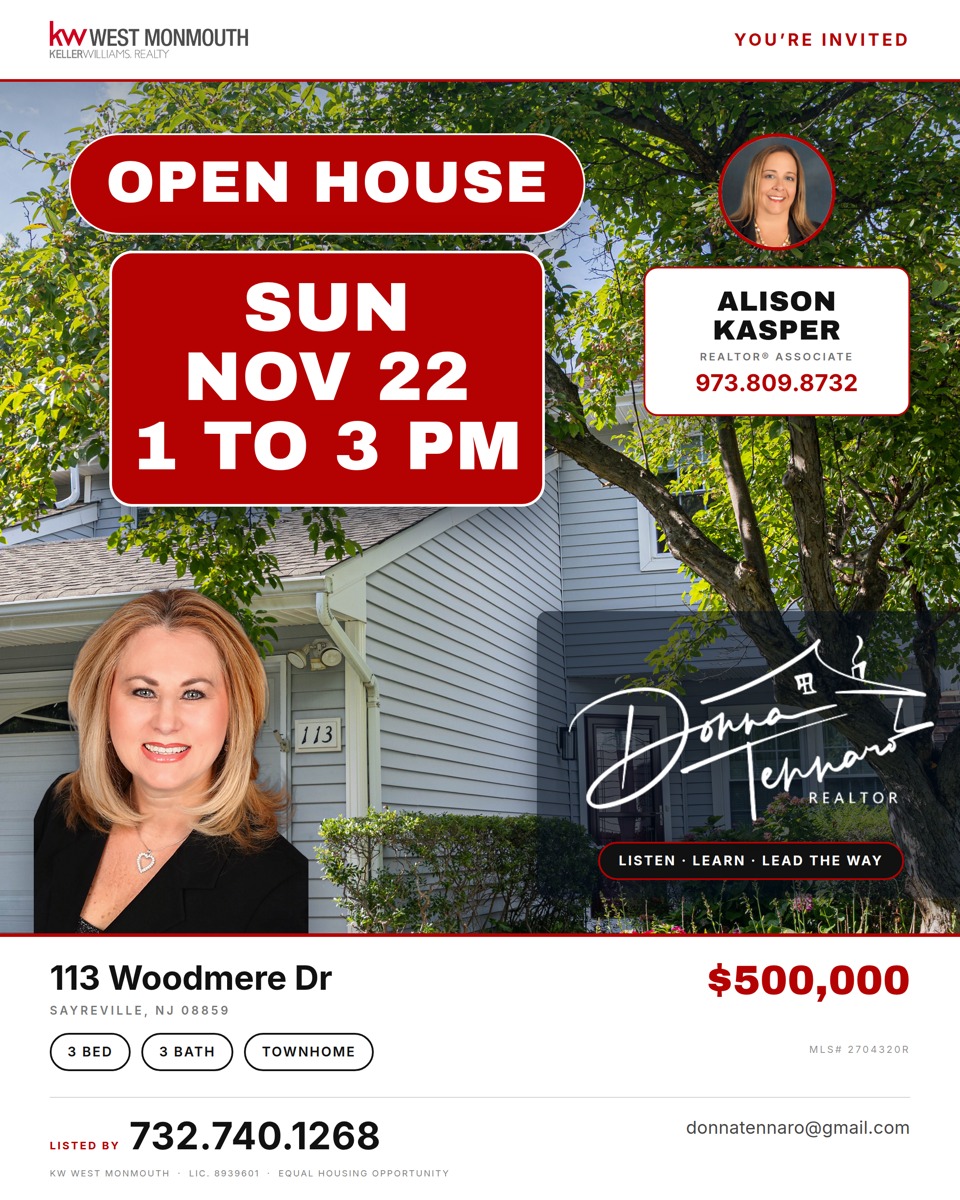 kw WEST MONMOUTH
KELLERWILLIAMS. REALTY
YOU’RE INVITED
OPEN HOUSE
SUN
NOV 22
1 TO 3 PM
ALISON
KASPER
REALTOR® ASSOCIATE
973.809.8732
113
Donna
Tennaro
REALTOR
LISTEN · LEARN · LEAD THE WAY
113 Woodmere Dr
$500,000
SAYREVILLE, NJ 08859
3 BED
3 BATH
TOWNHOME
MLS# 2704320R
LISTED BY 732.740.1268
donnatennaro@gmail.com
KW WEST MONMOUTH · LIC. 8939601 · EQUAL HOUSING OPPORTUNITY